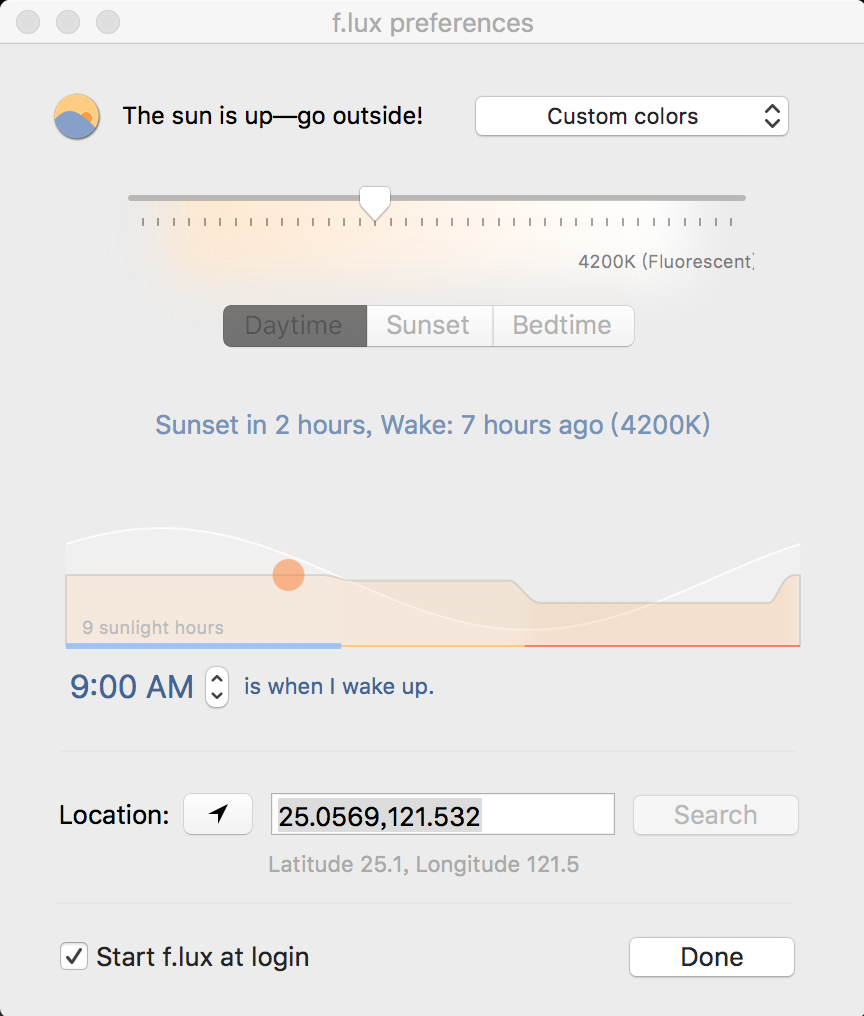 f.lux preferences
The sun is up—go outside!
Custom colors
4200K (Fluorescent)
Daytime
Sunset
Bedtime
Sunset in 2 hours, Wake: 7 hours ago (4200K)
9 sunlight hours
9:00 AM
is when I wake up.
Location:
25.0569,121.532
Search
Latitude 25.1, Longitude 121.5
Start f.lux at login
Done